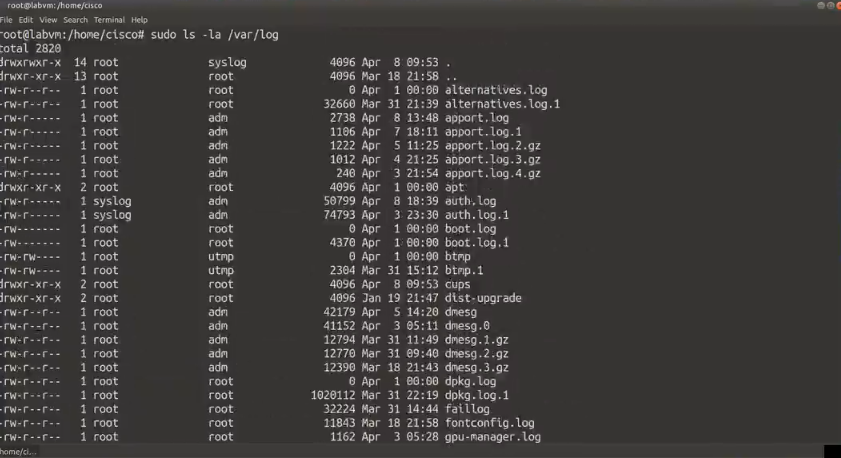 root@labvm: /home/cisco
File Edit View Search Terminal Help
root@labvm:/home/cisco# sudo ls -la /var/log
total 2820
drwxrwxr-x 14 root syslog 4096 Apr 8 09:53 .
drwxr-xr-x 13 root root 4096 Mar 18 21:58 ..
-rw-r--r-- 1 root root 0 Apr 1 00:00 alternatives.log
-rw-r--r-- 1 root root 32660 Mar 31 21:39 alternatives.log.1
-rw-r----- 1 root adm 2738 Apr 8 13:48 apport.log
-rw-r----- 1 root adm 1106 Apr 7 18:11 apport.log.1
-rw-r----- 1 root adm 1222 Apr 5 11:25 apport.log.2.gz
-rw-r----- 1 root adm 1012 Apr 4 21:25 apport.log.3.gz
-rw-r----- 1 root adm 240 Apr 3 21:54 apport.log.4.gz
drwxr-xr-x 2 root root 4096 Apr 1 00:00 apt
-rw-r----- 1 syslog adm 50799 Apr 8 18:39 auth.log
-rw-r----- 1 syslog adm 74793 Apr 3 23:30 auth.log.1
-rw------- 1 root root 0 Apr 1 00:00 boot.log
-rw------- 1 root root 4370 Apr 1 00:00 boot.log.1
-rw-rw---- 1 root utmp 0 Apr 1 00:00 btmp
-rw-rw---- 1 root utmp 2304 Mar 31 15:12 btmp.1
drwxr-xr-x 2 root root 4096 Apr 8 09:53 cups
drwxr-xr-x 2 root root 4096 Jan 19 21:47 dist-upgrade
-rw-r--r-- 1 root adm 42179 Apr 5 14:20 dmesg
-rw-r--r-- 1 root adm 41152 Apr 3 05:11 dmesg.0
-rw-r--r-- 1 root adm 12794 Mar 31 11:49 dmesg.1.gz
-rw-r--r-- 1 root adm 12770 Mar 31 09:40 dmesg.2.gz
-rw-r--r-- 1 root adm 12390 Mar 18 21:43 dmesg.3.gz
-rw-r--r-- 1 root root 0 Apr 1 00:00 dpkg.log
-rw-r--r-- 1 root root 1020112 Mar 31 22:19 dpkg.log.1
-rw-r--r-- 1 root root 32224 Mar 31 14:44 faillog
-rw-r--r-- 1 root root 11843 Mar 18 21:58 fontconfig.log
-rw-r--r-- 1 root root 1162 Apr 3 05:28 gpu-manager.log
home/ci...